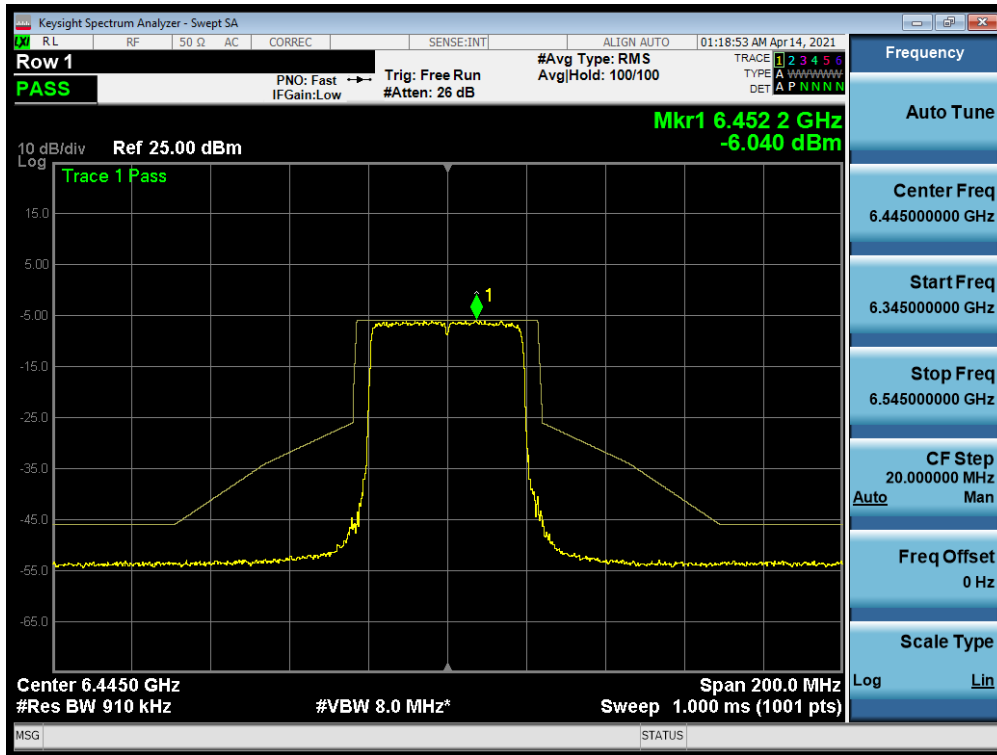 Keysight Spectrum Analyzer - Swept SA
LXI RL RF 50 Ω AC CORREC SENSE:INT ALIGN AUTO 01:18:53 AM Apr 14, 2021
Row 1
PASS
PNO: Fast
IFGain:Low
Trig: Free Run
#Atten: 26 dB
#Avg Type: RMS
Avg|Hold: 100/100
TRACE 1 2 3 4 5 6
TYPE A WWWWW
DET A P N N N N
Mkr1 6.452 2 GHz
-6.040 dBm
10 dB/div Ref 25.00 dBm
Log
Trace 1 Pass
1
15.0
5.00
-5.00
-15.0
-25.0
-35.0
-45.0
-55.0
-65.0
Center 6.4450 GHz Span 200.0 MHz
#Res BW 910 kHz #VBW 8.0 MHz* Sweep 1.000 ms (1001 pts)
MSG STATUS
Frequency
Auto Tune
Center Freq
6.445000000 GHz
Start Freq
6.345000000 GHz
Stop Freq
6.545000000 GHz
CF Step
20.000000 MHz
Auto Man
Freq Offset
0 Hz
Scale Type
Log Lin